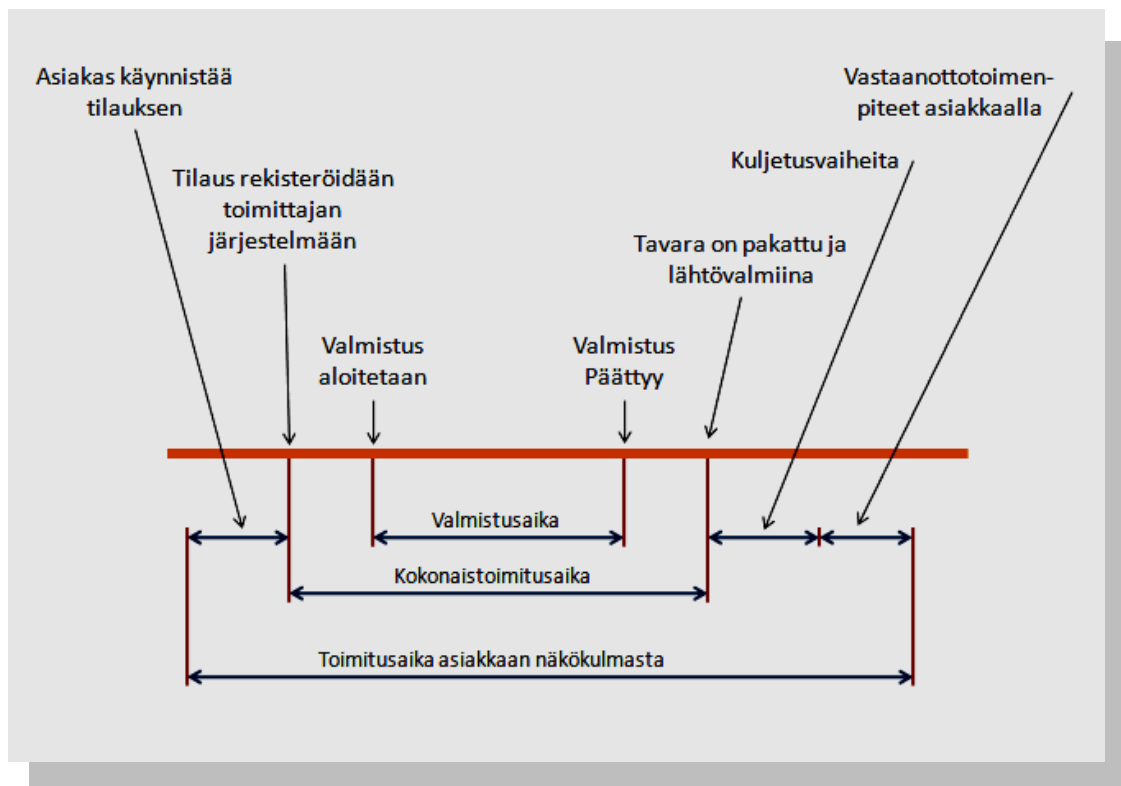 Asiakas käynnistää
tilauksen
Vastaanottotoimen-
piteet asiakkaalla
Kuljetusvaiheita
Tilaus rekisteröidään
toimittajan
järjestelmään
Tavara on pakattu ja
lähtövalmiina
Valmistus
aloitetaan
Valmistus
Päättyy
Valmistusaika
Kokonaistoimitusaika
Toimitusaika asiakkaan näkökulmasta